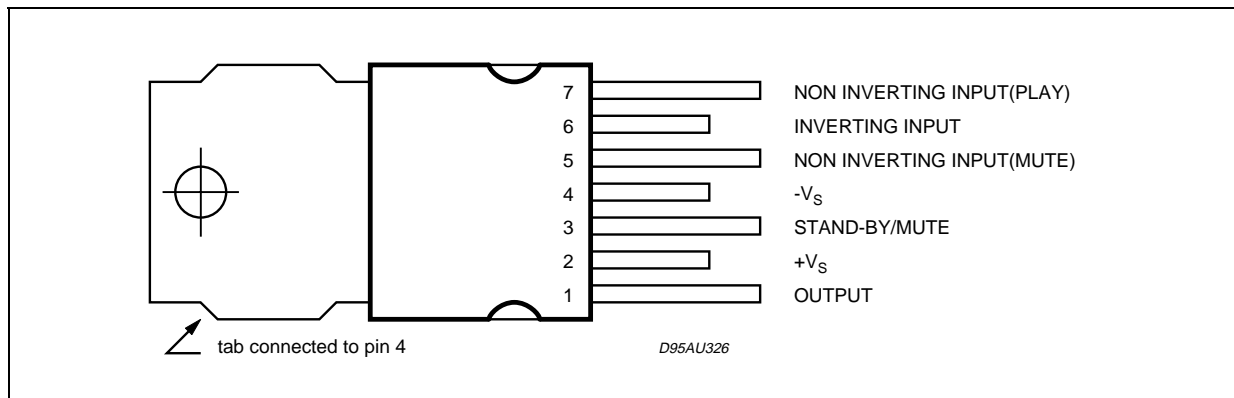 7 NON INVERTING INPUT(PLAY)
6 INVERTING INPUT
5 NON INVERTING INPUT(MUTE)
4 -VS
3 STAND-BY/MUTE
2 +VS
1 OUTPUT
tab connected to pin 4
D95AU326